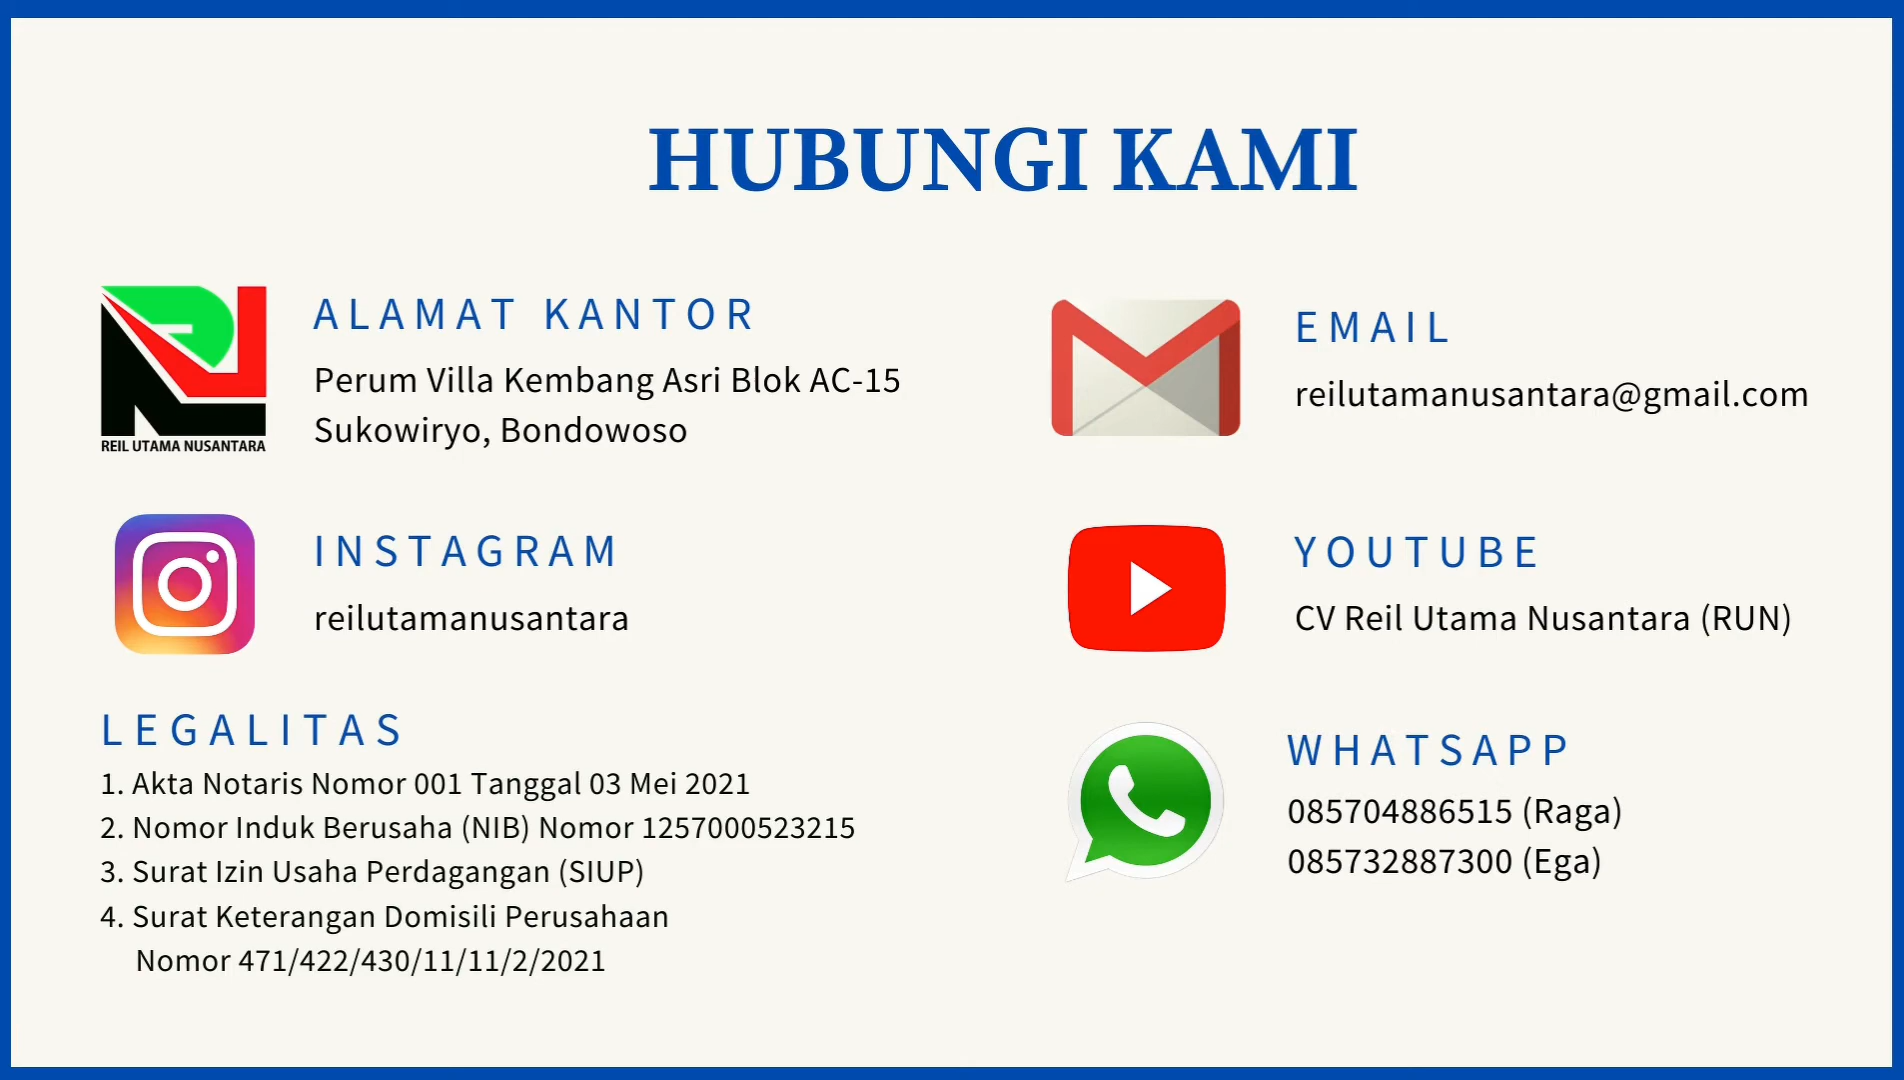 HUBUNGI KAMI
REIL UTAMA NUSANTARA
ALAMAT KANTOR
Perum Villa Kembang Asri Blok AC-15
Sukowiryo, Bondowoso
EMAIL
reilutamanusantara@gmail.com
INSTAGRAM
reilutamanusantara
YOUTUBE
CV Reil Utama Nusantara (RUN)
LEGALITAS
1. Akta Notaris Nomor 001 Tanggal 03 Mei 2021
2. Nomor Induk Berusaha (NIB) Nomor 1257000523215
3. Surat Izin Usaha Perdagangan (SIUP)
4. Surat Keterangan Domisili Perusahaan
Nomor 471/422/430/11/11/2/2021
WHATSAPP
085704886515 (Raga)
085732887300 (Ega)